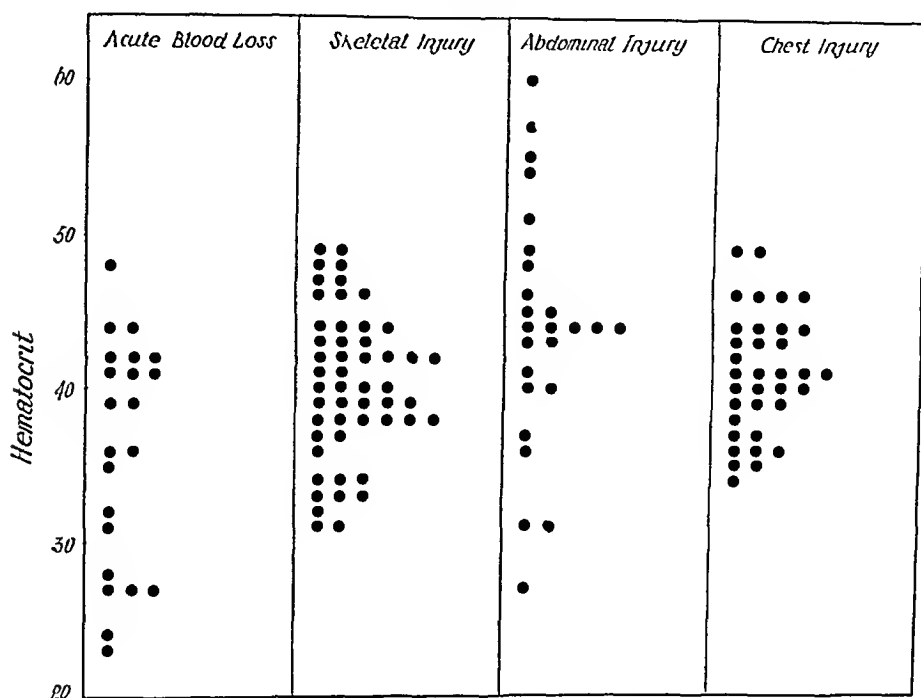 Acute Blood Loss
Skeletal Injury
Abdominal Injury
Chest Injury
60
50
40
30
20
Hematocrit